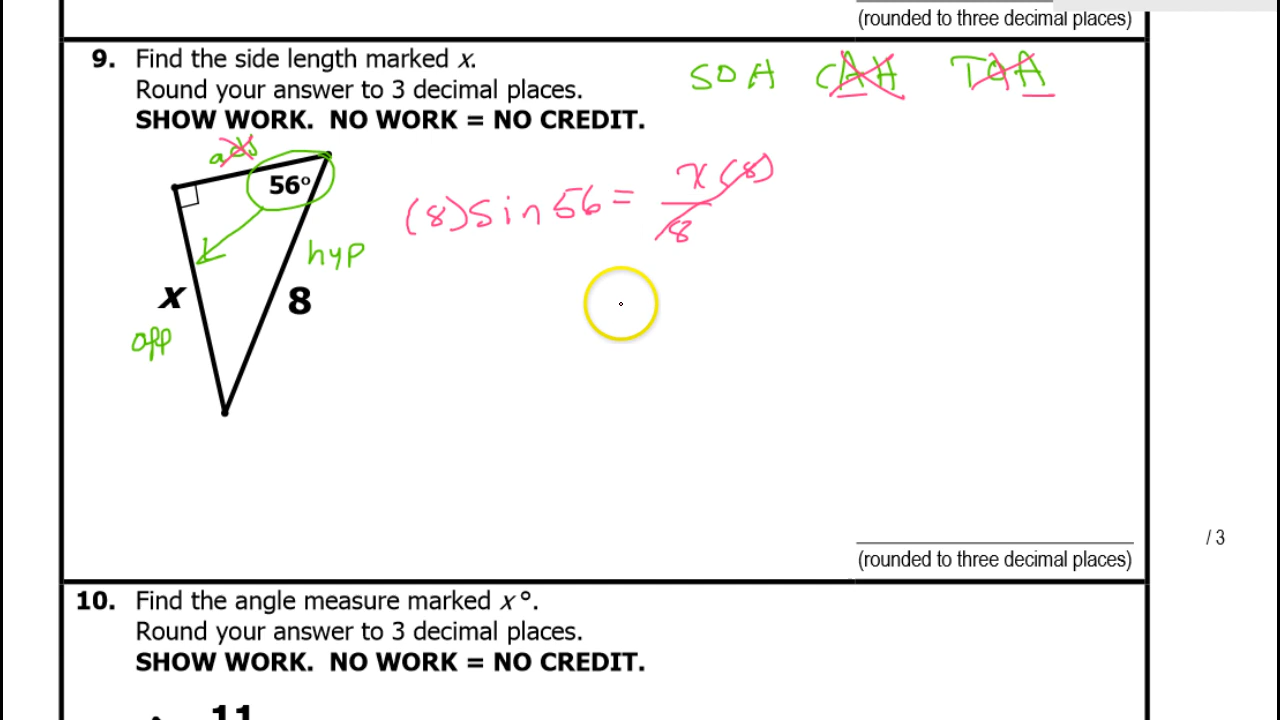 (rounded to three decimal places)
9. Find the side length marked x.
Round your answer to 3 decimal places.
SHOW WORK. NO WORK = NO CREDIT.
SOH CAH TOA
adj
56°
(8) sin 56 = x (8)
8
hyp
x
8
opp
/ 3
(rounded to three decimal places)
10. Find the angle measure marked x°.
Round your answer to 3 decimal places.
SHOW WORK. NO WORK = NO CREDIT.
11